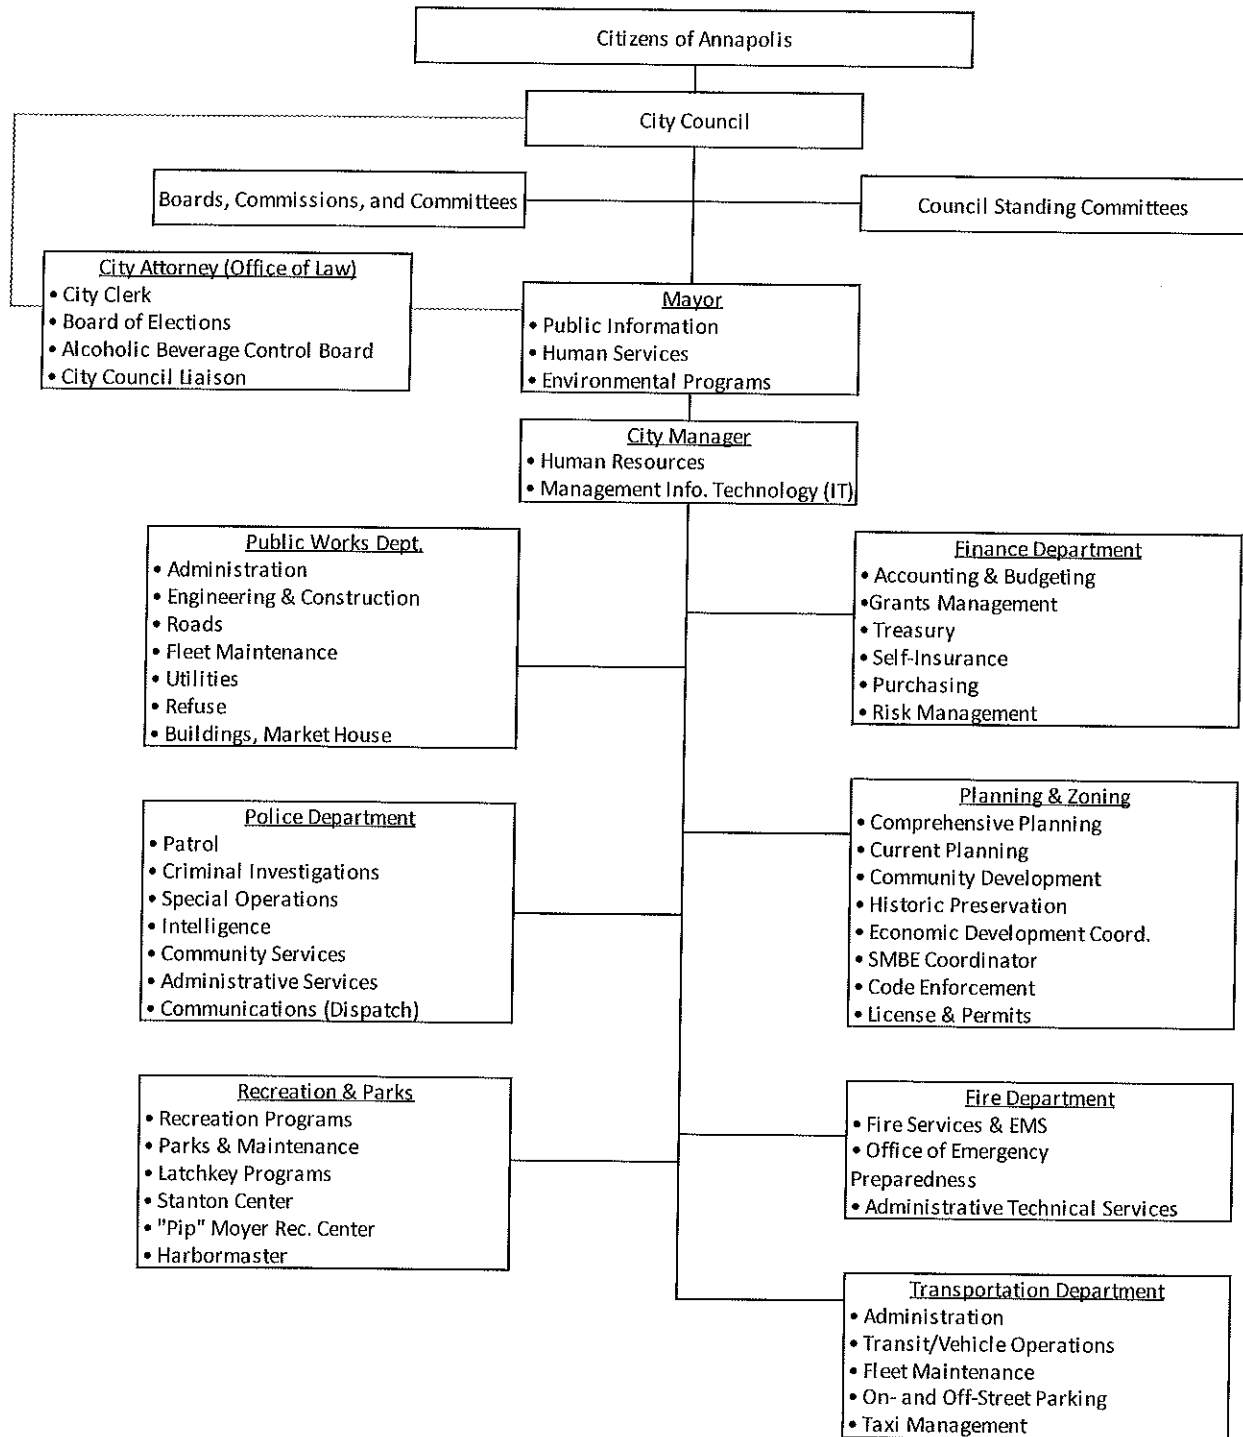 Citizens of Annapolis
City Council
Boards, Commissions, and Committees
Council Standing Committees
City Attorney (Office of Law)
• City Clerk
• Board of Elections
• Alcoholic Beverage Control Board
• City Council Liaison
Mayor
• Public Information
• Human Services
• Environmental Programs
City Manager
• Human Resources
• Management Info. Technology (IT)
Public Works Dept.
• Administration
• Engineering & Construction
• Roads
• Fleet Maintenance
• Utilities
• Refuse
• Buildings, Market House
Finance Department
• Accounting & Budgeting
•Grants Management
• Treasury
• Self-Insurance
• Purchasing
• Risk Management
Police Department
• Patrol
• Criminal Investigations
• Special Operations
• Intelligence
• Community Services
• Administrative Services
• Communications (Dispatch)
Planning & Zoning
• Comprehensive Planning
• Current Planning
• Community Development
• Historic Preservation
• Economic Development Coord.
• SMBE Coordinator
• Code Enforcement
• License & Permits
Recreation & Parks
• Recreation Programs
• Parks & Maintenance
• Latchkey Programs
• Stanton Center
• "Pip" Moyer Rec. Center
• Harbormaster
Fire Department
• Fire Services & EMS
• Office of Emergency
Preparedness
• Administrative Technical Services
Transportation Department
• Administration
• Transit/Vehicle Operations
• Fleet Maintenance
• On- and Off-Street Parking
• Taxi Management